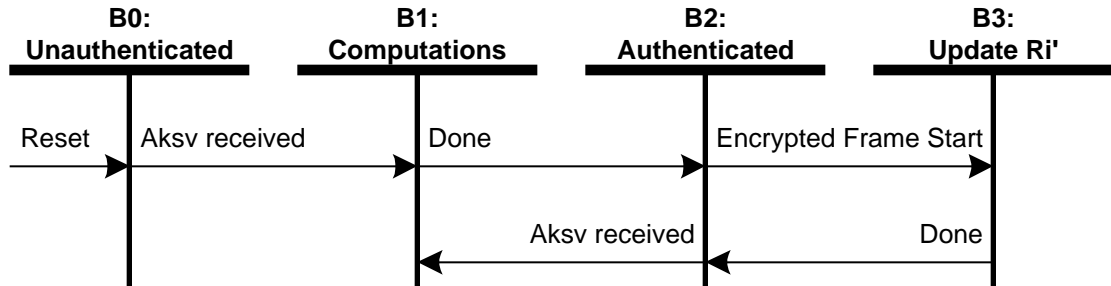 B0:
Unauthenticated
B1:
Computations
B2:
Authenticated
B3:
Update Ri'
Reset
Aksv received
Done
Encrypted Frame Start
Aksv received
Done